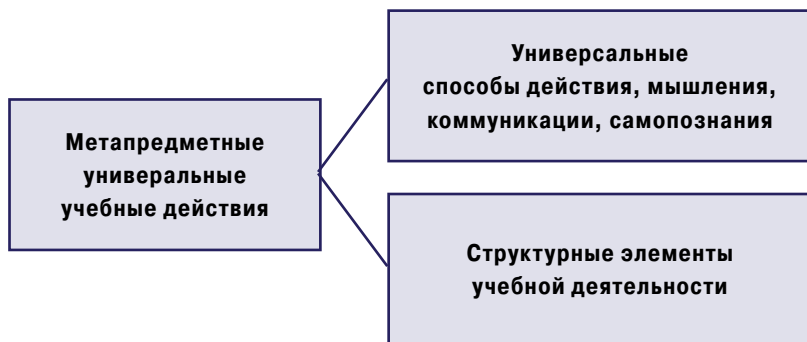 Метапредметные
универальные
учебные действия
Универсальные
способы действия, мышления,
коммуникации, самопознания
Структурные элементы
учебной деятельности